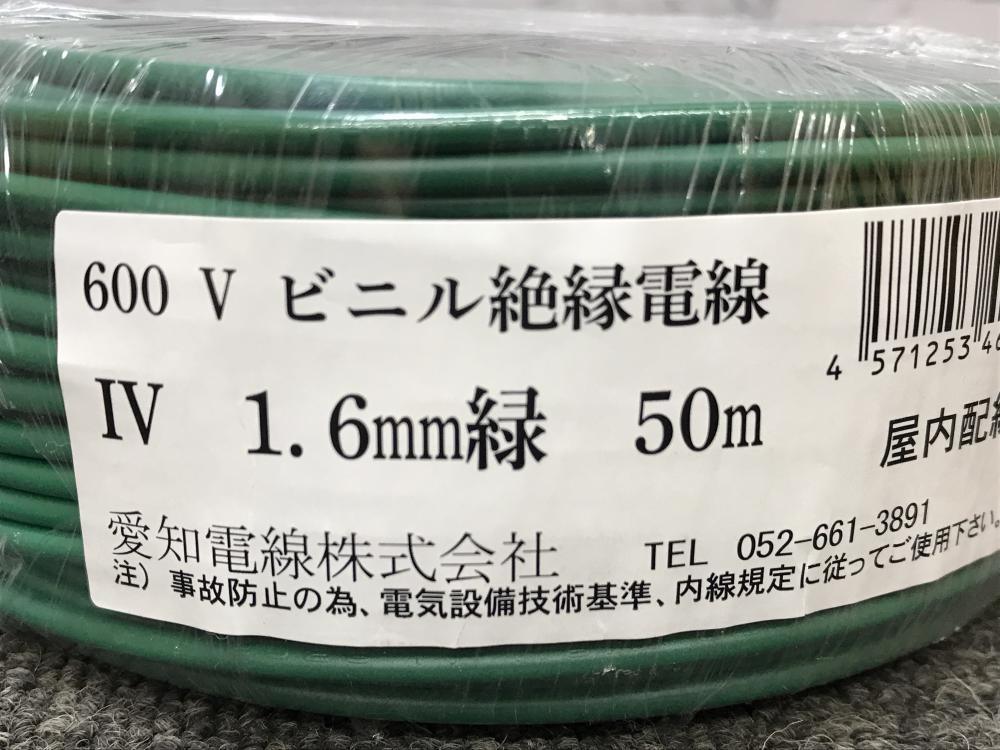 600 V ビニル絶縁電線
4 571253 46
IV 1.6mm緑 50m
屋内配線
愛知電線株式会社 TEL 052-661-3891
注）事故防止の為、電気設備技術基準、内線規定に従ってご使用下さい。